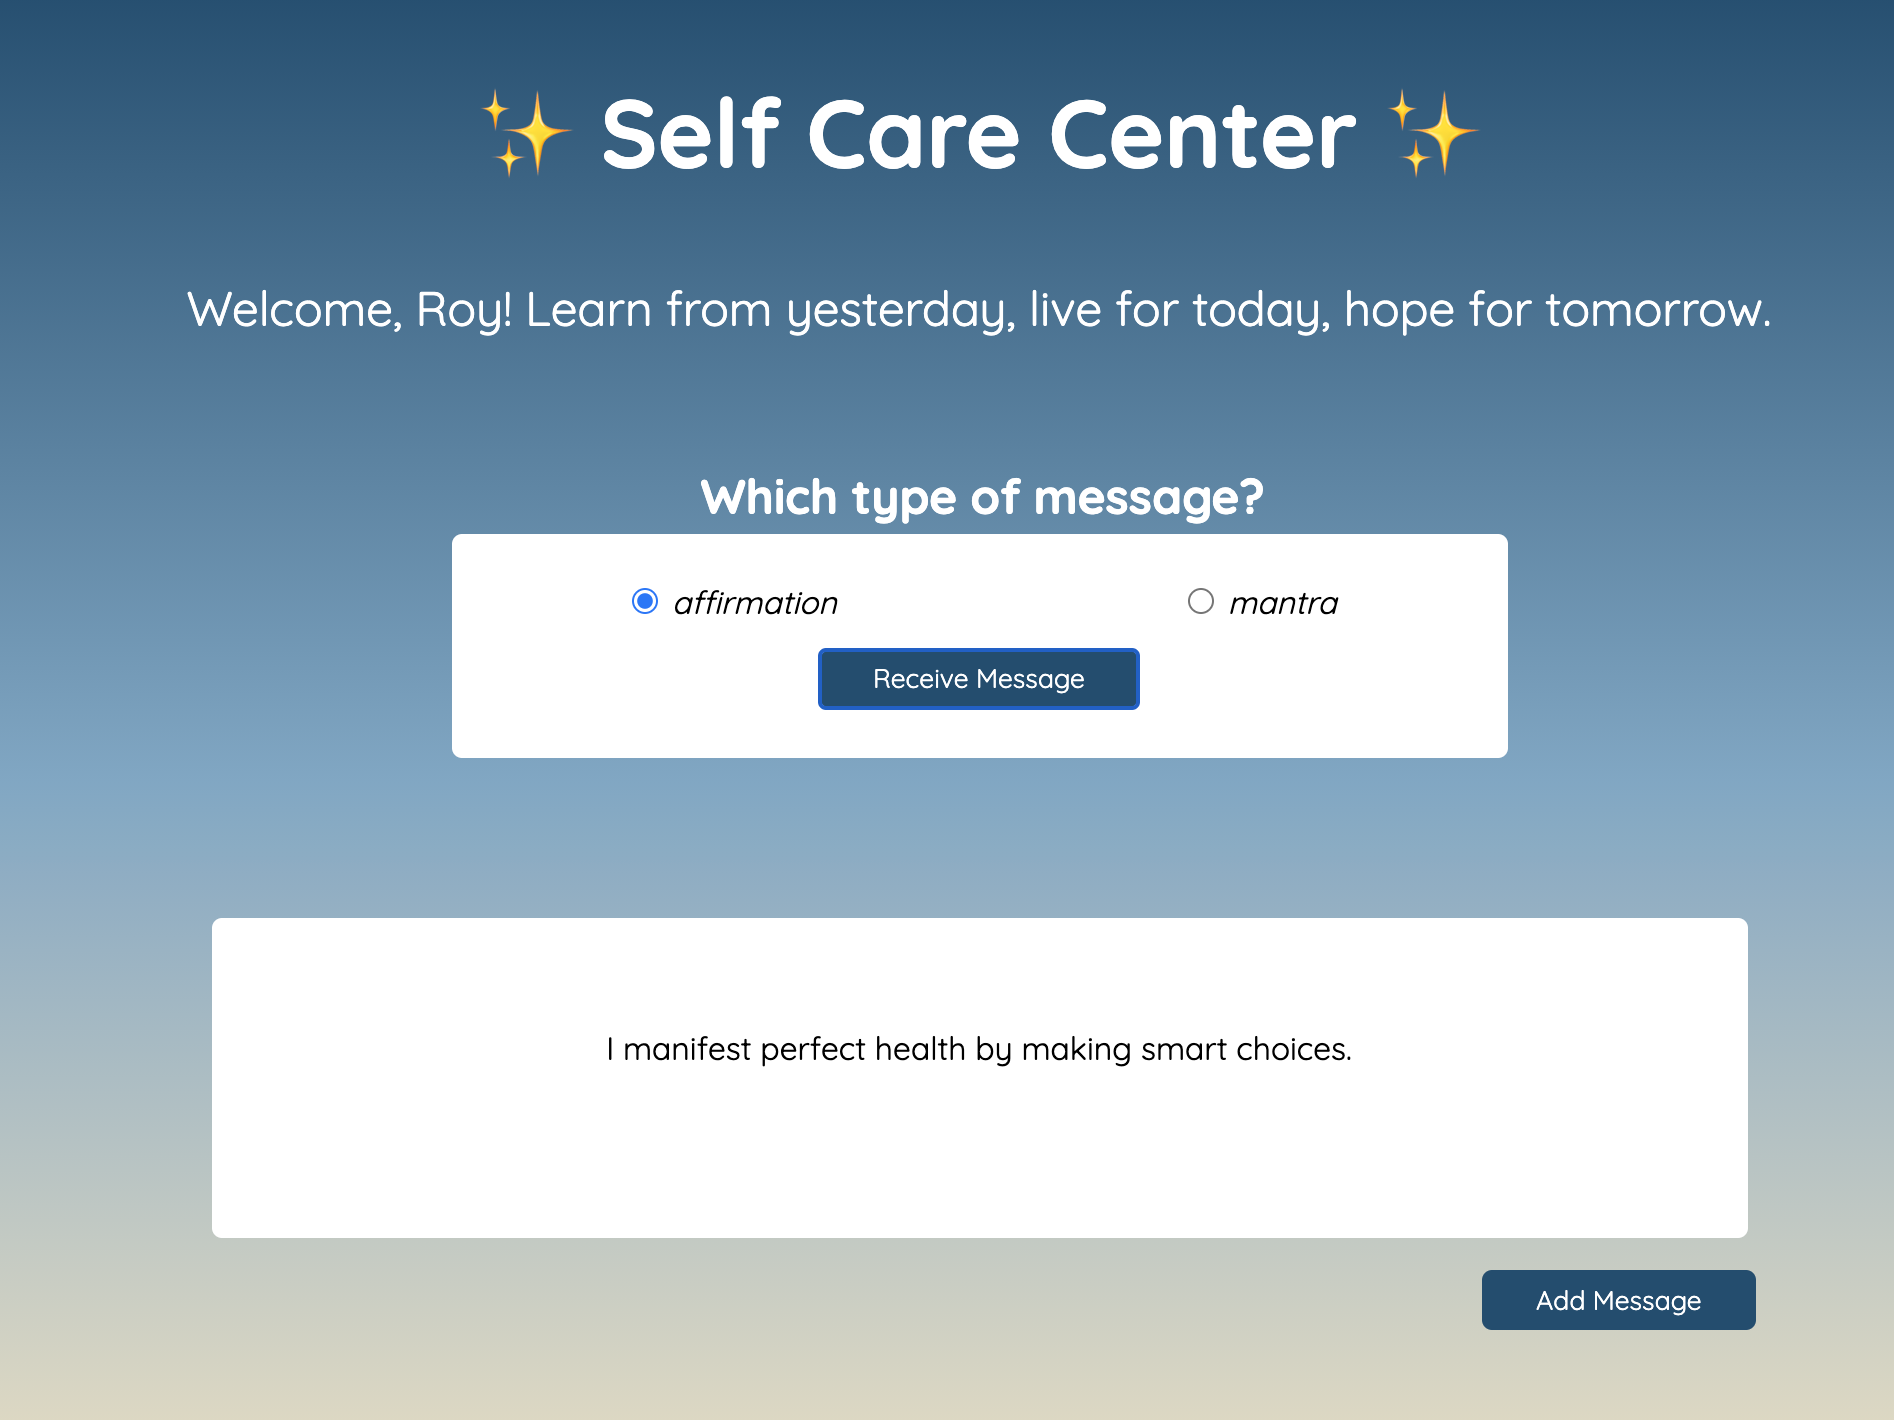 ✨ Self Care Center ✨
Welcome, Roy! Learn from yesterday, live for today, hope for tomorrow.
Which type of message?
affirmation
mantra
Receive Message
I manifest perfect health by making smart choices.
Add Message